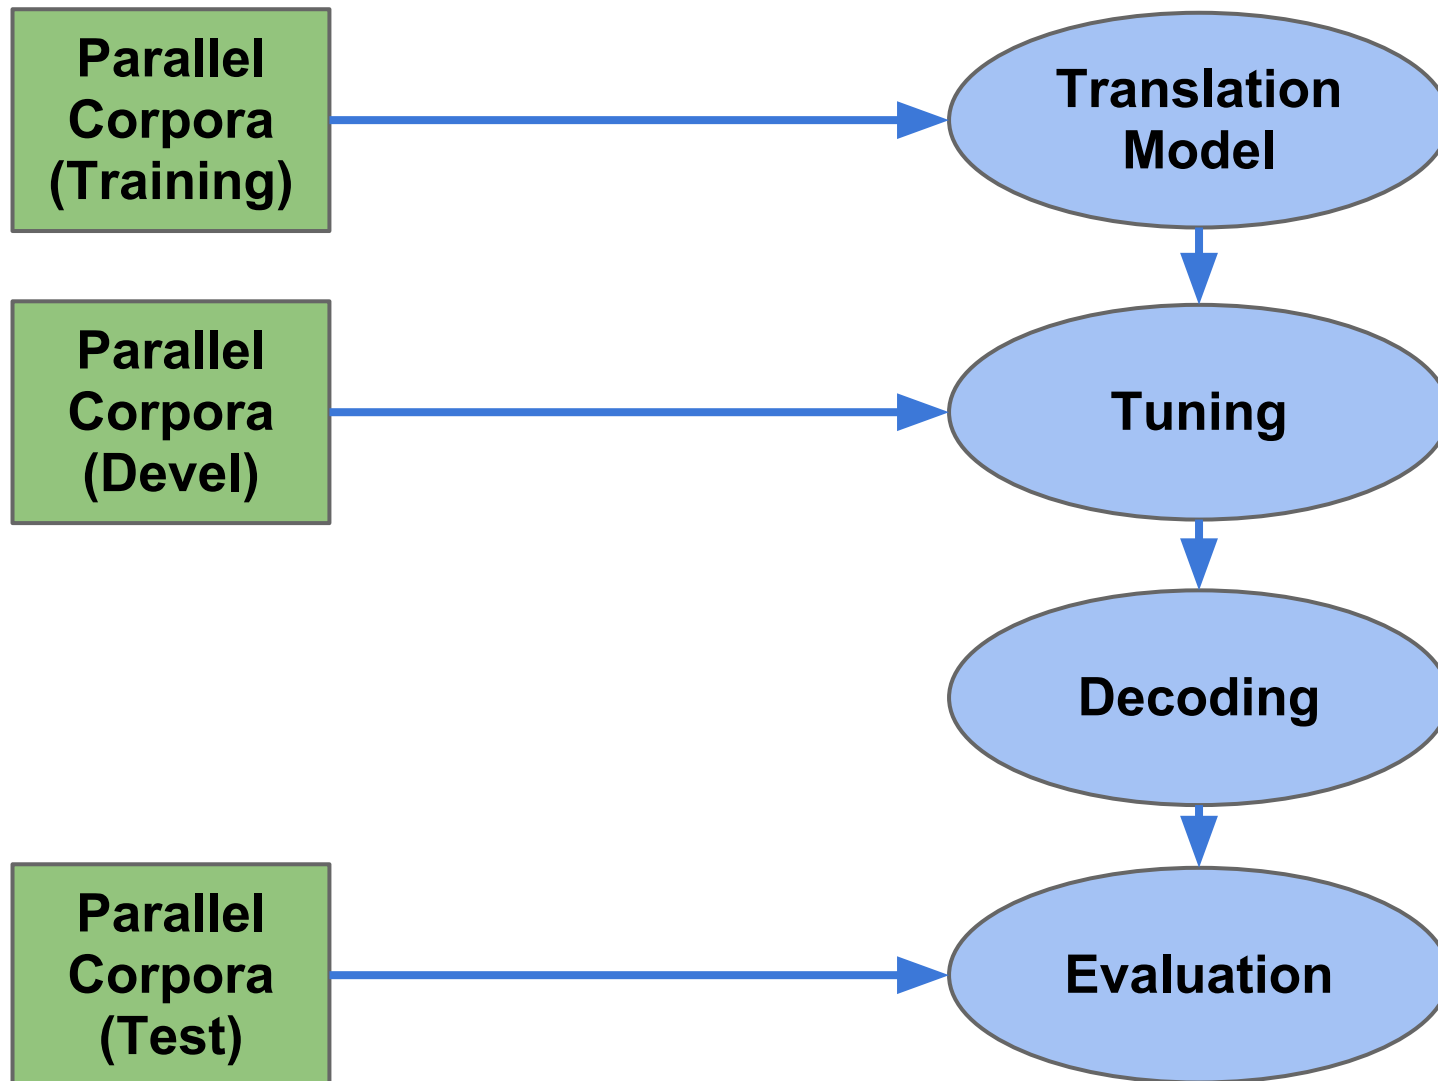 Parallel
Corpora
(Training)
Translation
Model
Parallel
Corpora
(Devel)
Tuning
Decoding
Parallel
Corpora
(Test)
Evaluation